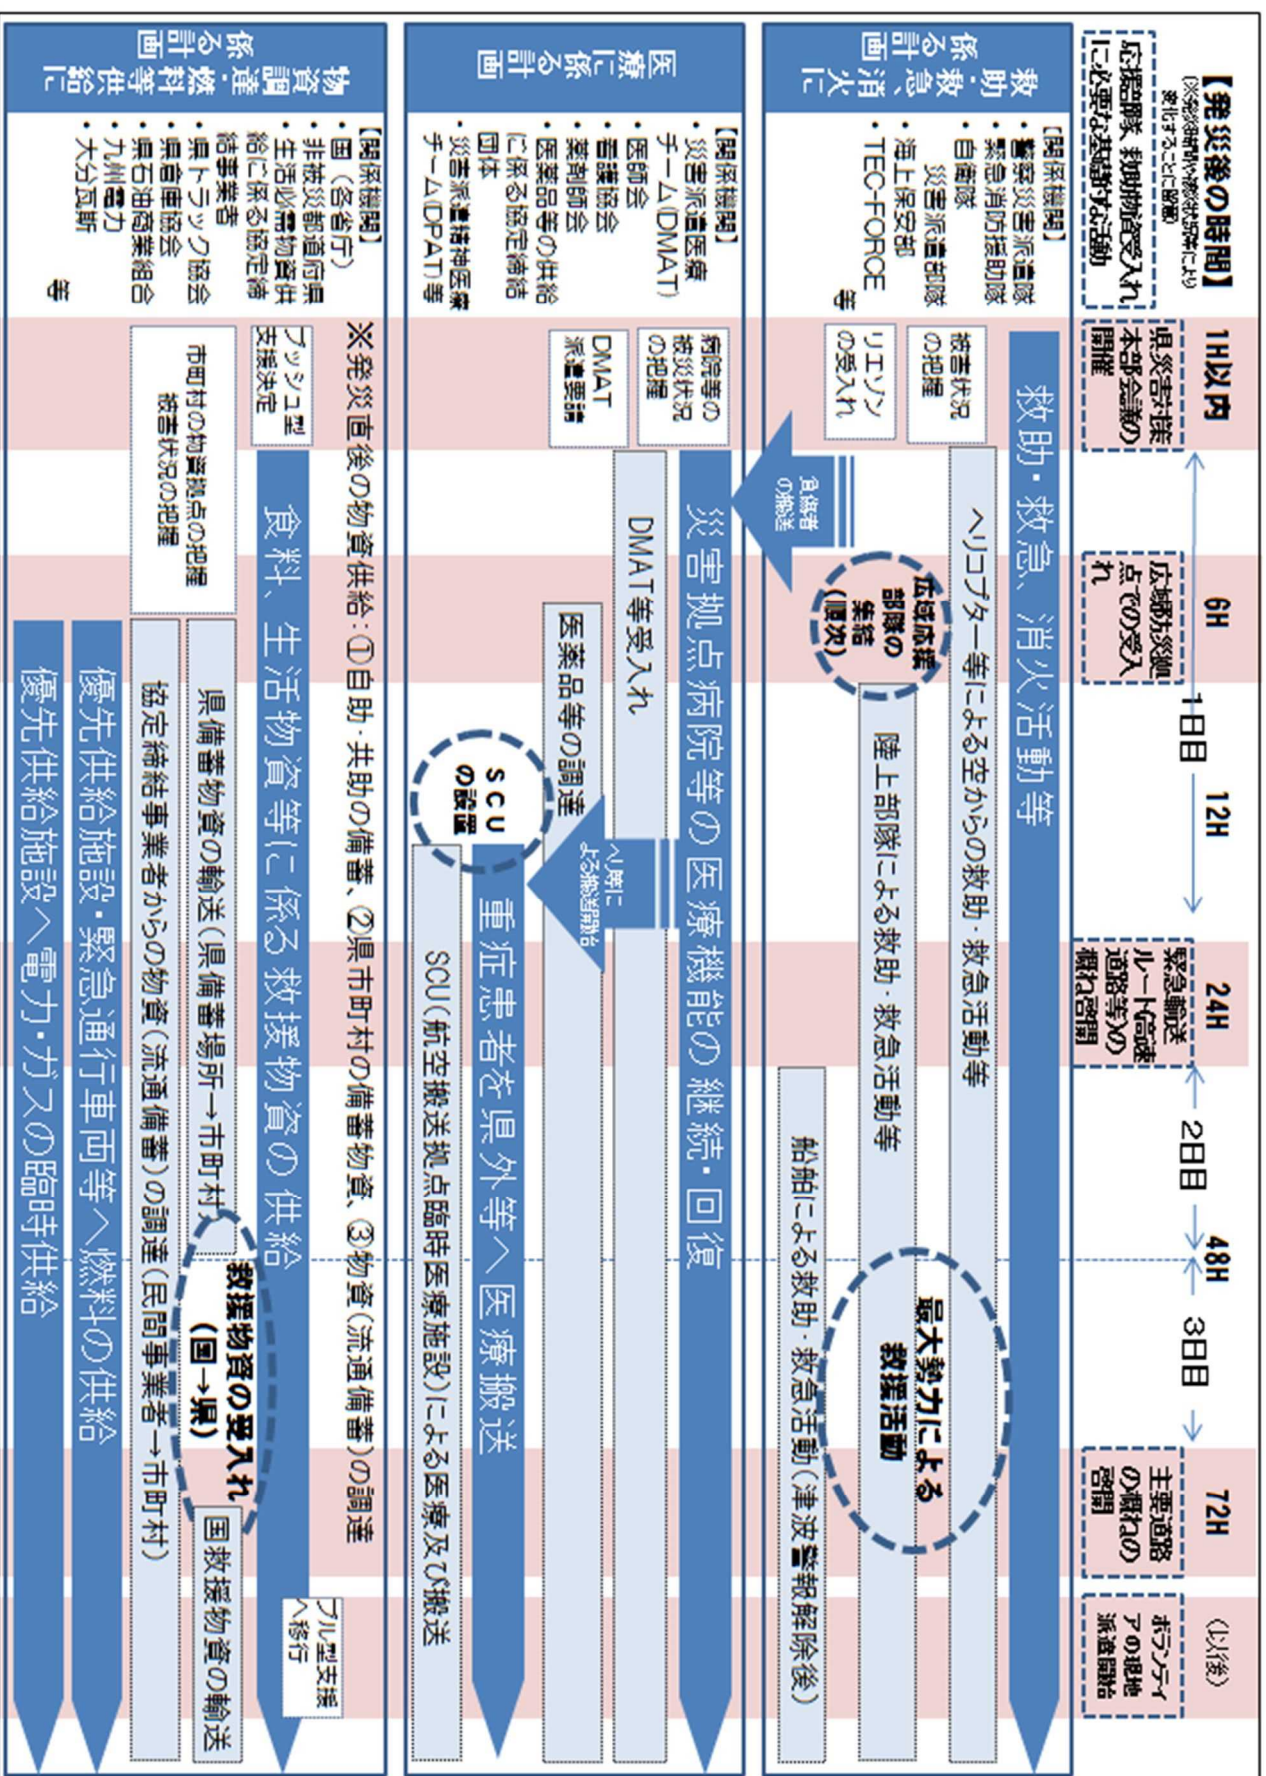 【発災後の時間】
(※発災時間や被災状況等により
変化することに留意)
1H以内
6H
12H
24H
48H
72H
(以後)
1日目
2日目
3日目
応援部隊、救助物資受入れ
に必要な基礎的な活動
県災害対策
本部会議の
開催
広域防災拠
点での受入
れ
緊急輸送
ルート(高速
道路等)の
概ね啓開
主要道路
の概ねの
啓開
ボランティ
アの現地
派遣開始
救助・救急、消火に
係る計画
【関係機関】
・警察災害派遣隊
・緊急消防援助隊
・自衛隊
災害派遣部隊
・海上保安部
・TEC-FORCE
等
救助・救急、消火活動等
被害状況
の把握
リエゾン
の受入れ
ヘリコプター等による空からの救助・救急活動等
広域応援
部隊の
集結
(順次)
陸上部隊による救助・救急活動等
船舶による救助・救急活動(津波警報解除後)
最大勢力による
救援活動
負傷者
の搬送
医療に係る計画
【関係機関】
・災害派遣医療
チーム(DMAT)
・医師会
・看護協会
・薬剤師会
・医薬品等の供給
に係る協定締結
団体
・災害派遣精神医療
チーム(DPAT)等
病院等の
被災状況
の把握
DMAT
派遣要請
災害拠点病院等の医療機能の継続・回復
DMAT等受入れ
医薬品等の調達
ヘリ等に
よる搬送開始
SCU
の設置
重症患者を県外等へ医療搬送
SCU(航空搬送拠点臨時医療施設)による医療及び搬送
物資調達・燃料等供給に
係る計画
【関係機関】
・国(各省庁)
・非被災都道府県
・生活必需物資供
給に係る協定締
結事業者
・県トラック協会
・県倉庫協会
・県石油商業組合
・九州電力
・大分瓦斯
等
※発災直後の物資供給:①自助・共助の備蓄、②県市町村の備蓄物資、③物資(流通備蓄)の調達
プッシュ型
支援決定
食料、生活物資等に係る救援物資の供給
プル型支援
へ移行
市町村の物資拠点の把握
被害状況の把握
県備蓄物資の輸送(県備蓄場所→市町村)
救援物資の受入れ
(国→県)
国救援物資の輸送
協定締結事業者からの物資(流通備蓄)の調達(民間事業者→市町村)
優先供給施設・緊急通行車両等へ燃料の供給
優先供給施設へ電力・ガスの臨時供給